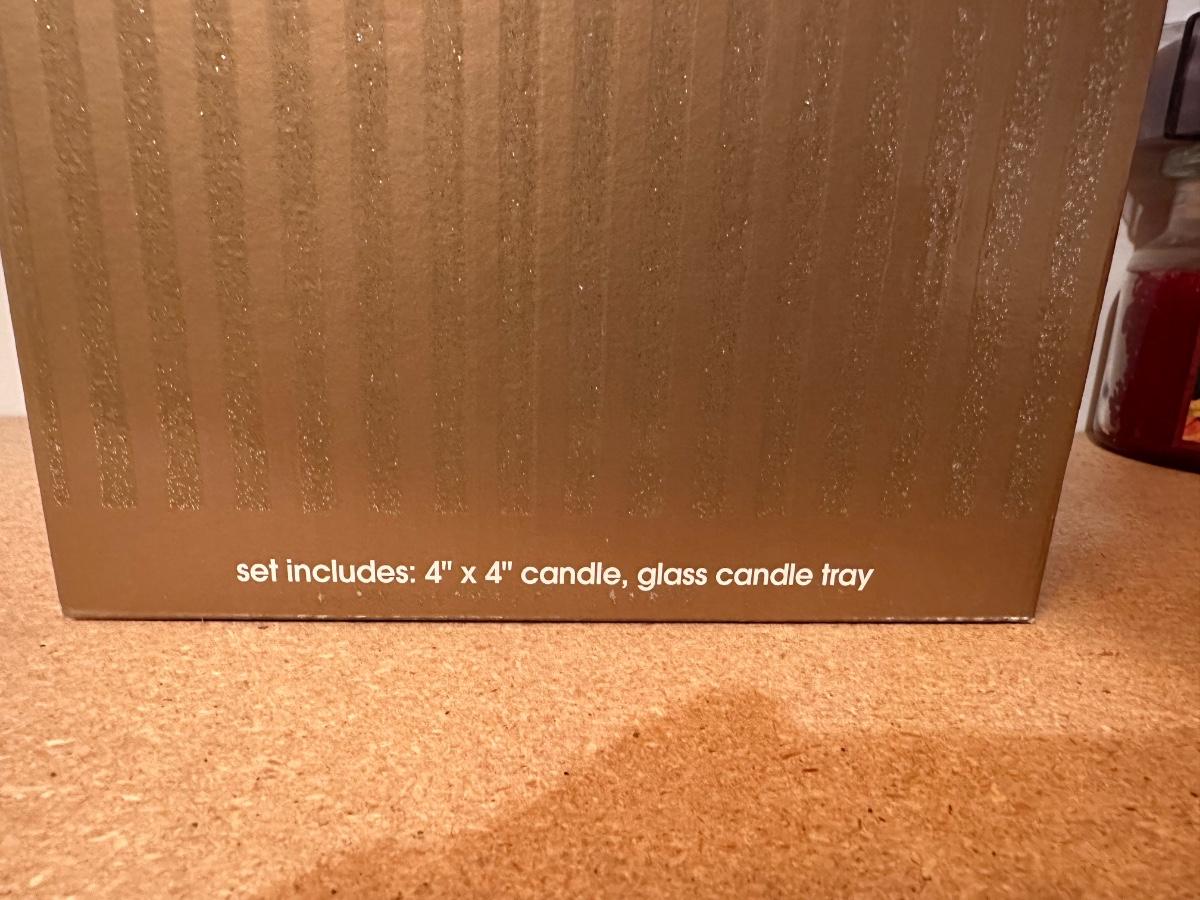 set includes: 4" x 4" candle, glass candle tray